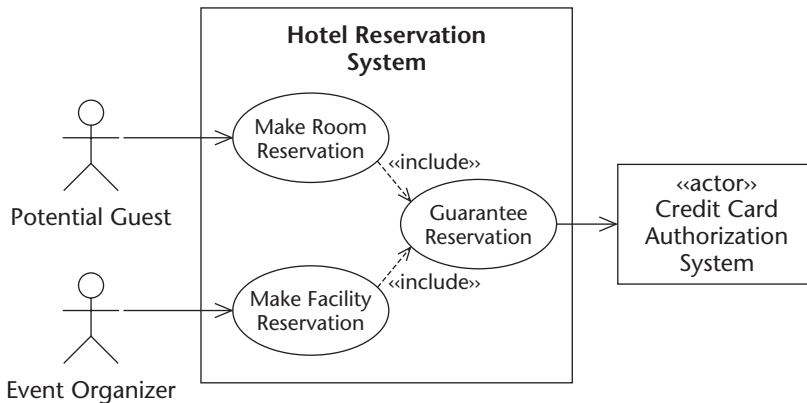 Hotel Reservation
System
Make Room
Reservation
‹‹include››
Potential Guest
Guarantee
Reservation
‹‹actor››
Credit Card
Authorization
System
‹‹include››
Make Facility
Reservation
Event Organizer